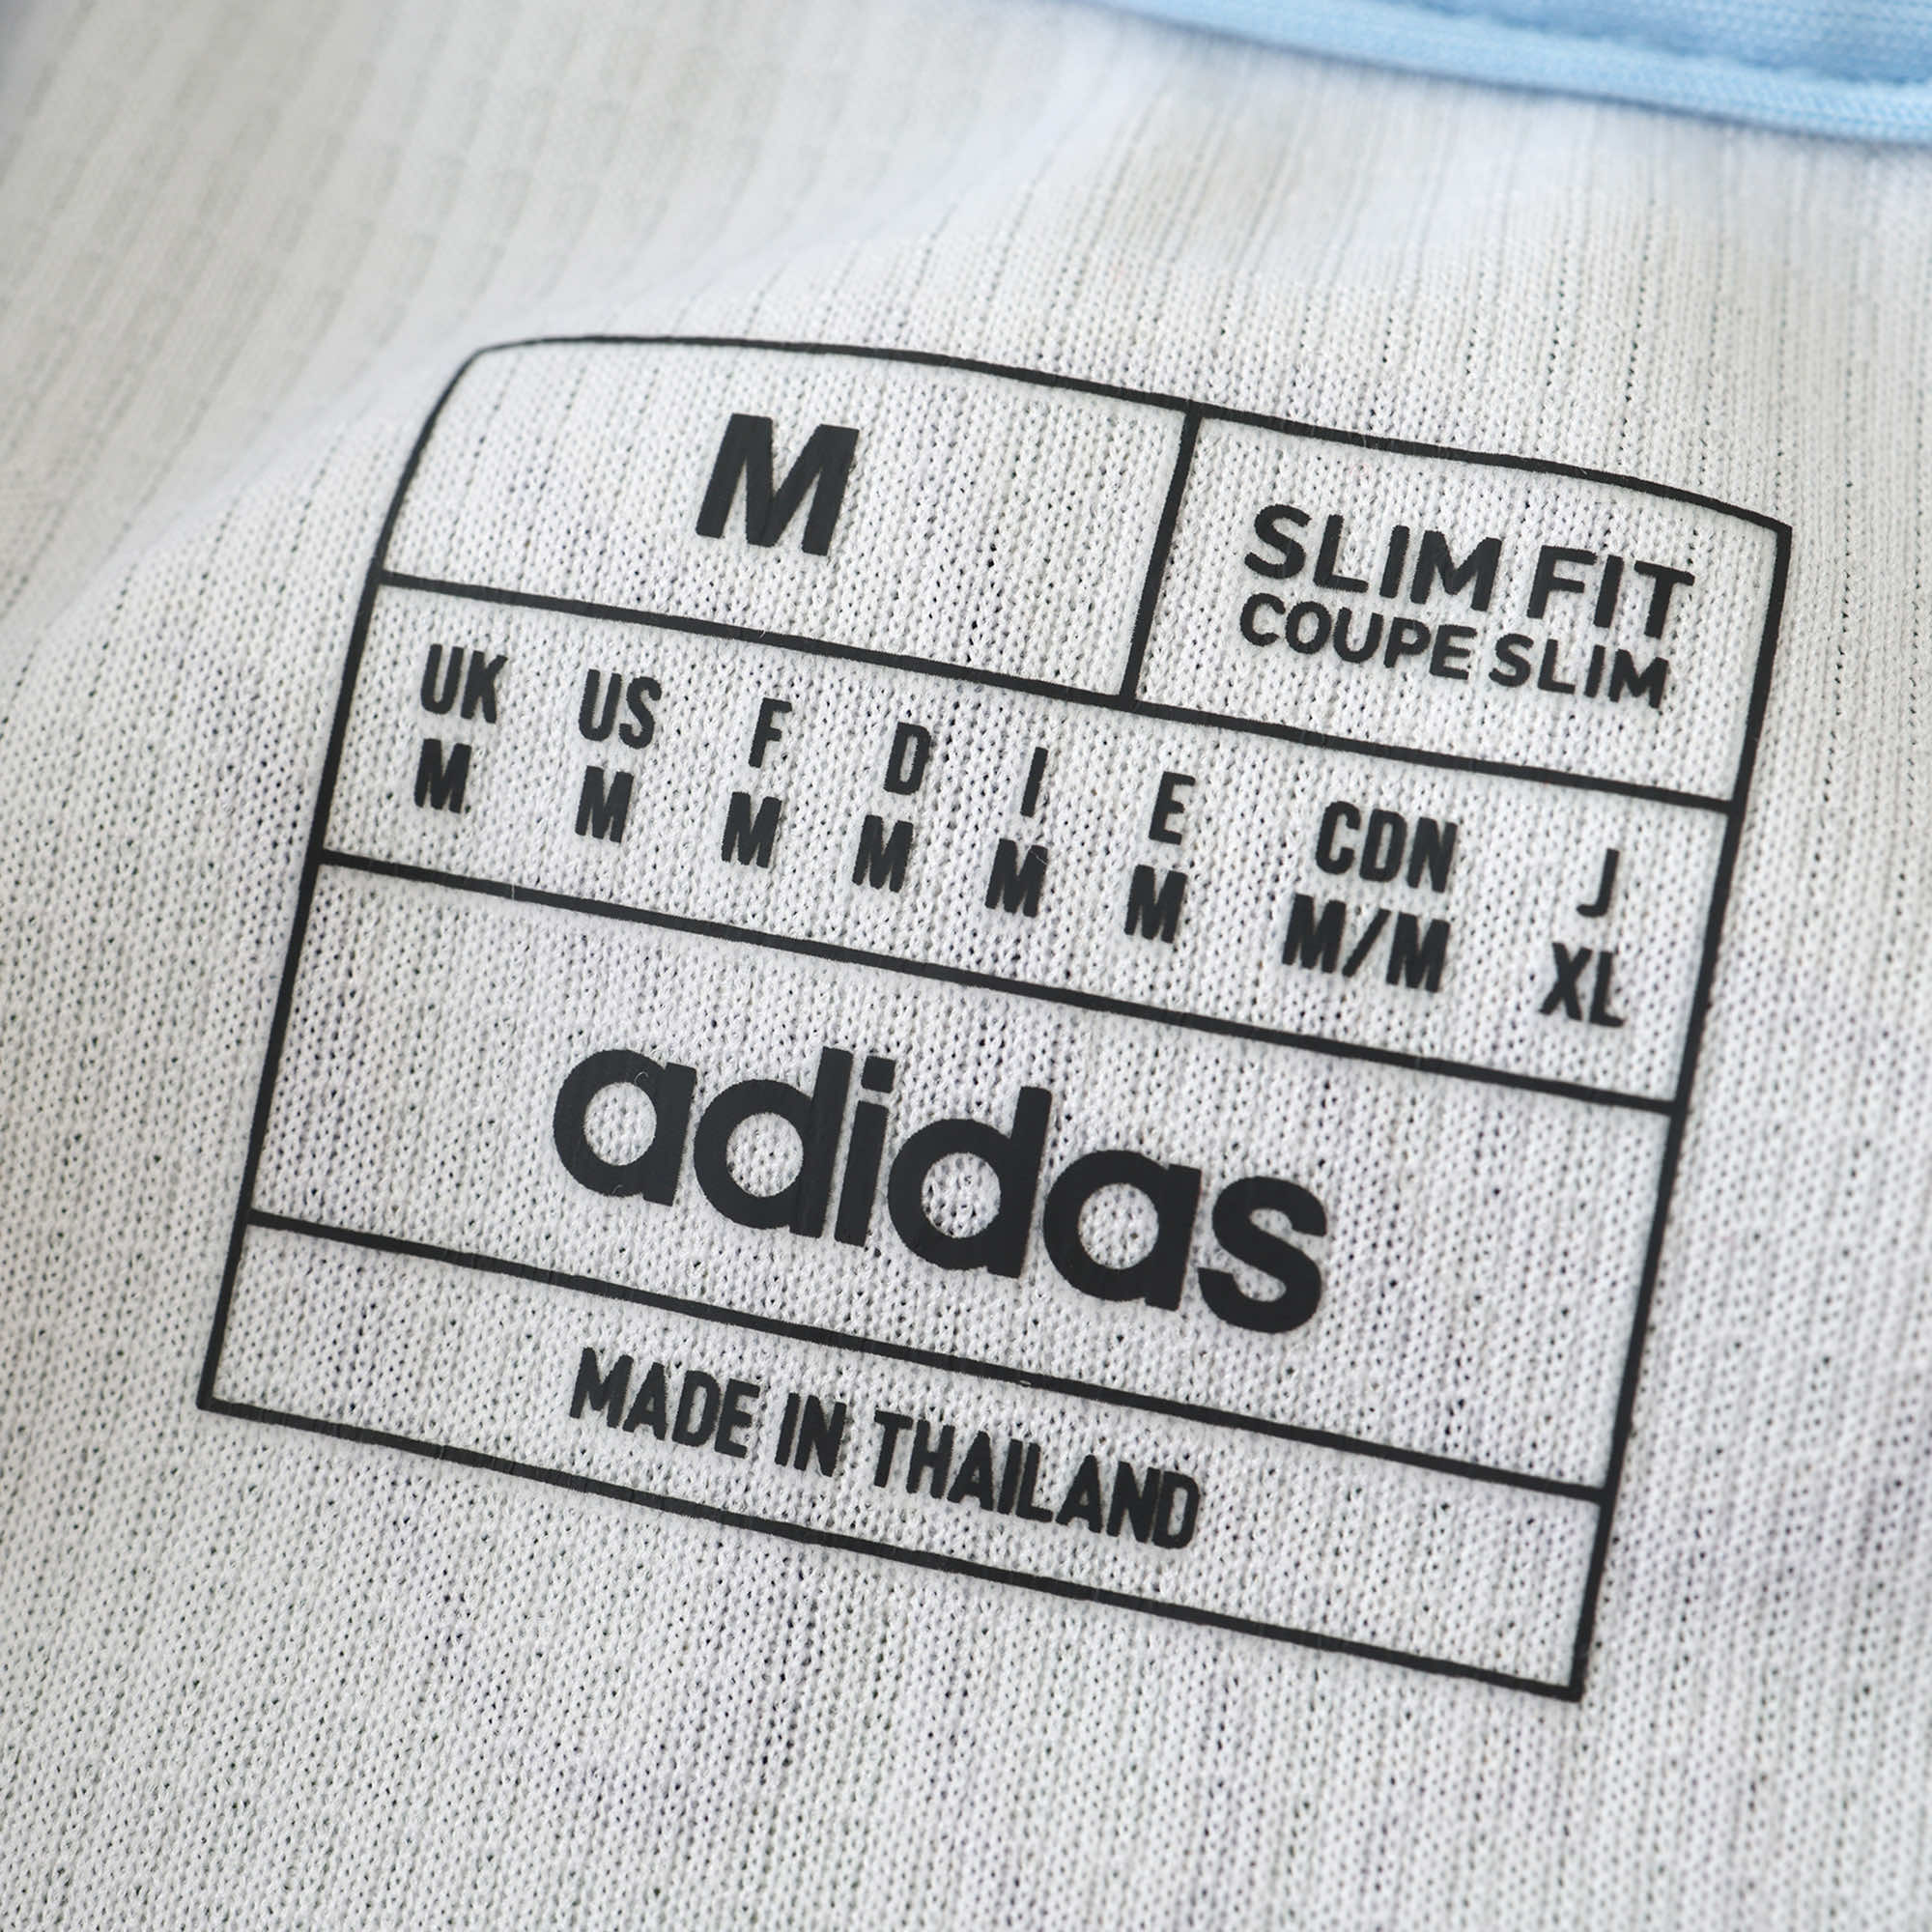 M
SLIM FIT
COUPE SLIM
UK US F D I E CDN J
M M M M M M M/M XL
adidas
MADE IN THAILAND